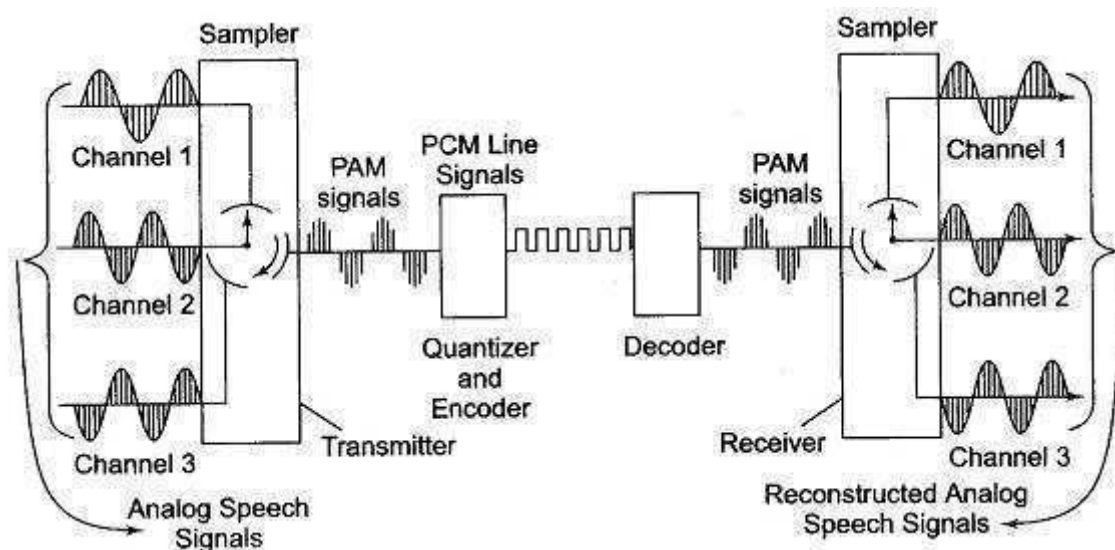 Sampler
Channel 1
Channel 2
Channel 3
Analog Speech
Signals
Transmitter
PAM
signals
PCM Line
Signals
Quantizer
and
Encoder
Decoder
PAM
signals
Sampler
Receiver
Channel 1
Channel 2
Channel 3
Reconstructed Analog
Speech Signals